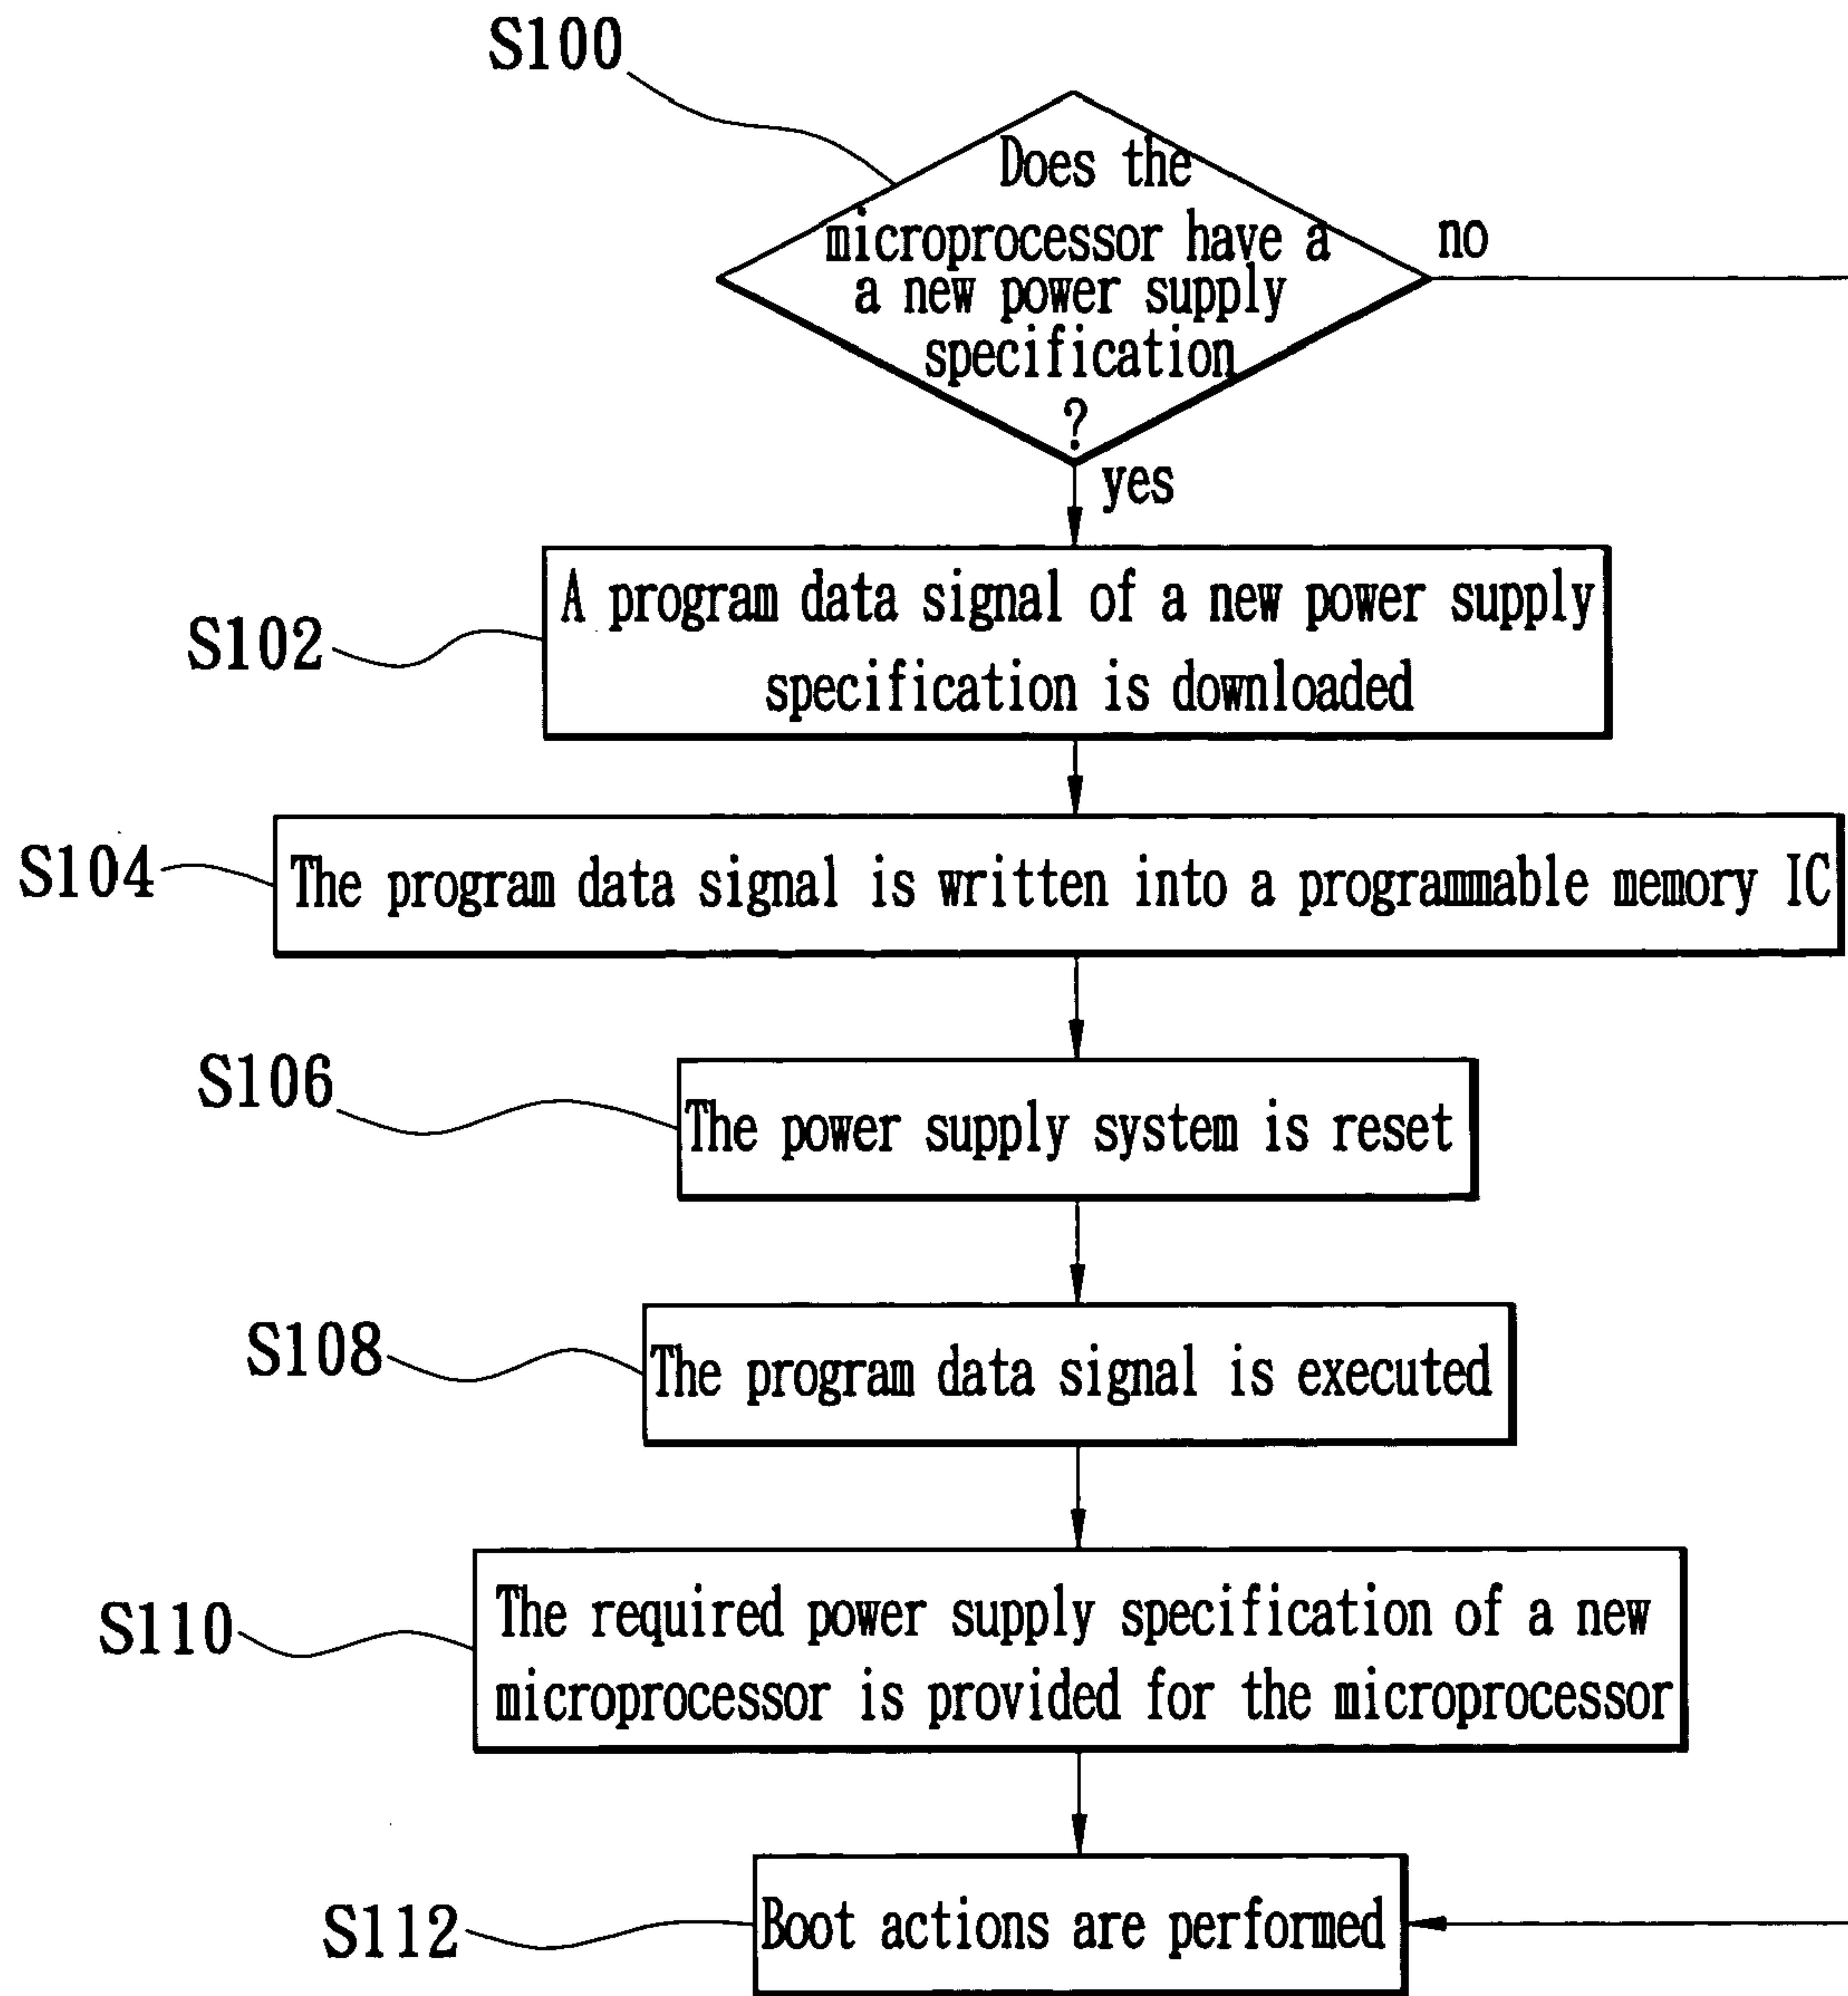 S100
Does the
microprocessor have a
a new power supply
specification
?
no
yes
S102
A program data signal of a new power supply
specification is downloaded
S104
The program data signal is written into a programmable memory IC
S106
The power supply system is reset
S108
The program data signal is executed
S110
The required power supply specification of a new
microprocessor is provided for the microprocessor
S112
Boot actions are performed